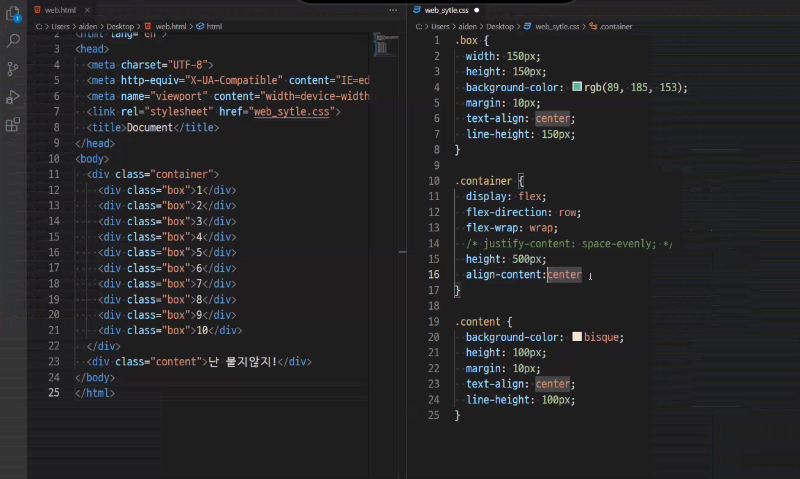 web.html
C: > Users > aiden > Desktop > web.html > html
2 <html lang="en">
3 <head>
4 <meta charset="UTF-8">
5 <meta http-equiv="X-UA-Compatible" content="IE=ed
6 <meta name="viewport" content="width=device-width
7 <link rel="stylesheet" href="web_sytle.css">
8 <title>Document</title>
9 </head>
10 <body>
11 <div class="container">
12 <div class="box">1</div>
13 <div class="box">2</div>
14 <div class="box">3</div>
15 <div class="box">4</div>
16 <div class="box">5</div>
17 <div class="box">6</div>
18 <div class="box">7</div>
19 <div class="box">8</div>
20 <div class="box">9</div>
21 <div class="box">10</div>
22 </div>
23 <div class="content">난 묻지않지!</div>
24 </body>
25 </html>
web_sytle.css
C: > Users > aiden > Desktop > web_sytle.css > .container
1 .box {
2 width: 150px;
3 height: 150px;
4 background-color: rgb(89, 185, 153);
5 margin: 10px;
6 text-align: center;
7 line-height: 150px;
8 }
9
10 .container {
11 display: flex;
12 flex-direction: row;
13 flex-wrap: wrap;
14 /* justify-content: space-evenly; */
15 height: 500px;
16 align-content:center
17 }
18
19 .content {
20 background-color: bisque;
21 height: 100px;
22 margin: 10px;
23 text-align: center;
24 line-height: 100px;
25 }
1